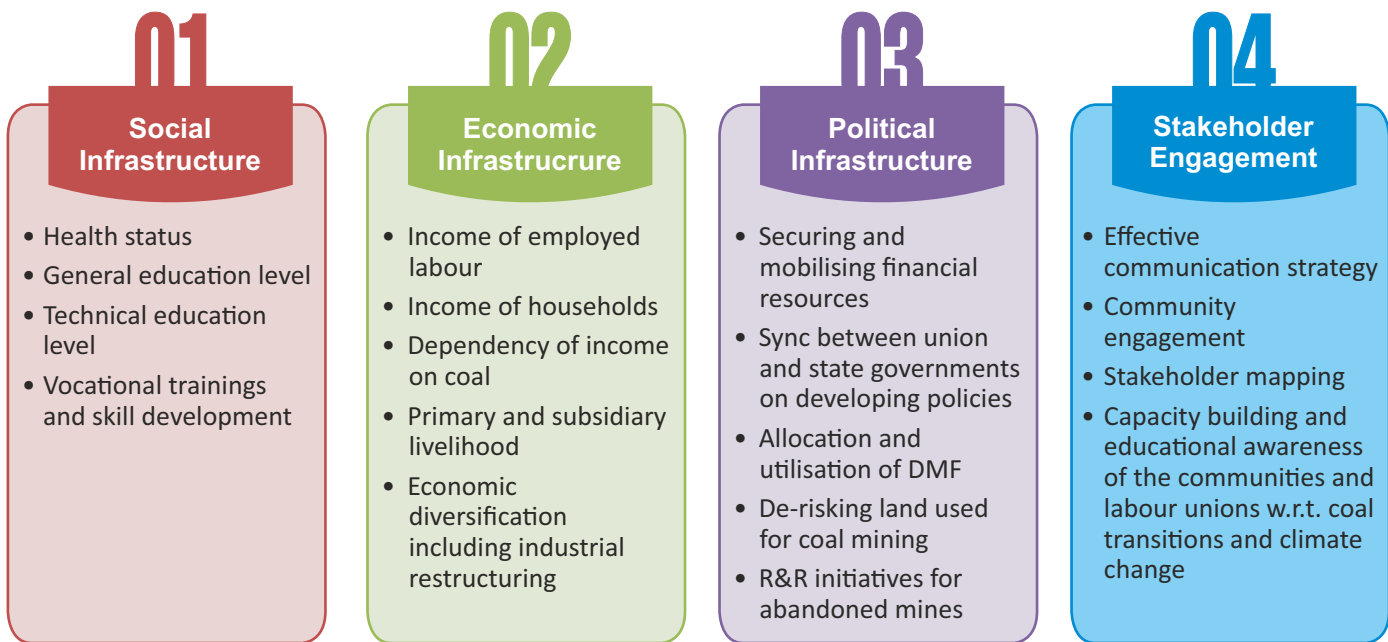 01
Social
Infrastructure
• Health status
• General education level
• Technical education
level
• Vocational trainings
and skill development
02
Economic
Infrastrucrure
• Income of employed
labour
• Income of households
• Dependency of income
on coal
• Primary and subsidiary
livelihood
• Economic
diversification
including industrial
restructuring
03
Political
Infrastructure
• Securing and
mobilising financial
resources
• Sync between union
and state governments
on developing policies
• Allocation and
utilisation of DMF
• De-risking land used
for coal mining
• R&R initiatives for
abandoned mines
04
Stakeholder
Engagement
• Effective
communication strategy
• Community
engagement
• Stakeholder mapping
• Capacity building and
educational awareness
of the communities and
labour unions w.r.t. coal
transitions and climate
change